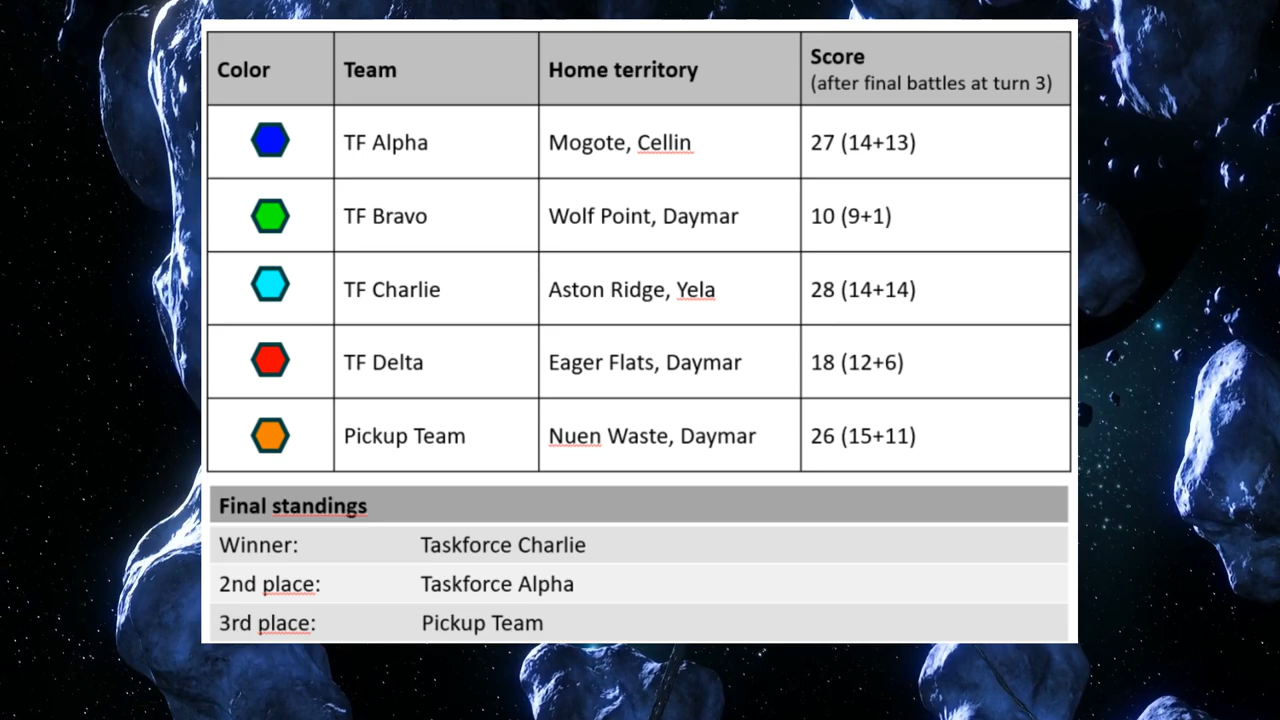 Color Team Home territory Score
(after final battles at turn 3)
TF Alpha Mogote, Cellin 27 (14+13)
TF Bravo Wolf Point, Daymar 10 (9+1)
TF Charlie Aston Ridge, Yela 28 (14+14)
TF Delta Eager Flats, Daymar 18 (12+6)
Pickup Team Nuen Waste, Daymar 26 (15+11)
Final standings
Winner: Taskforce Charlie
2nd place: Taskforce Alpha
3rd place: Pickup Team